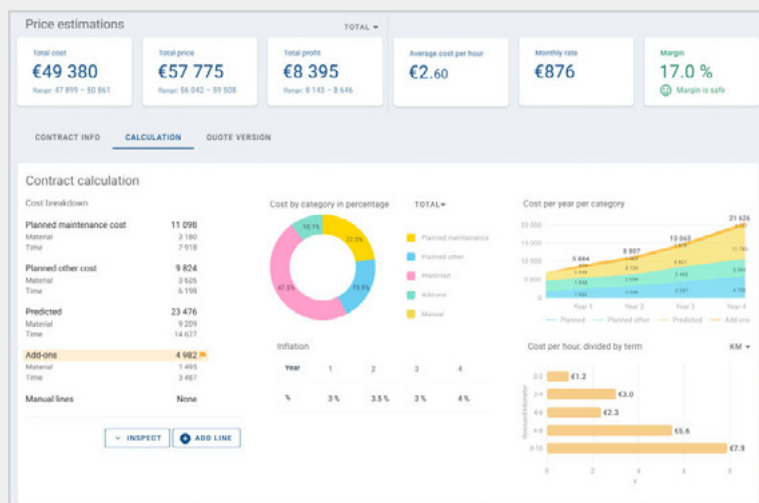 Price estimations
TOTAL
Total cost
€49 380
Range: 47 899 – 50 861
Total price
€57 775
Range: 56 042 – 59 508
Total profit
€8 395
Range: 8 143 – 8 646
Average cost per hour
€2.60
Monthly rate
€876
Margin
17.0 %
Margin is safe
CONTRACT INFO
CALCULATION
QUOTE VERSION
Contract calculation
Cost breakdown
Planned maintenance cost 11 098
Material 3 180
Time 7 918
Planned other cost 9 824
Material 3 626
Time 6 198
Predicted 23 476
Material 9 209
Time 14 627
Add-ons 4 982
Material 1 495
Time 3 487
Manual lines None
INSPECT
ADD LINE
Cost by category in percentage
TOTAL
10.1%
22.5%
19.9%
47.5%
Planned maintenance
Planned other
Predicted
Add-ons
Manual
Inflation
Year 1 2 3 4
% 3 % 3.5 % 3 % 4 %
Cost per year per category
20 000
15 000
10 000
5 000
0
5 884
8 807
13 063
21 626
Year 1 Year 2 Year 3 Year 4
Planned Planned other Predicted Add-ons
Cost per hour, divided by term
KM
0-2 €1.2
2-4 €3.0
4-6 €2.3
€5.6
8-10 €7.9
0 2 4 6 8
€